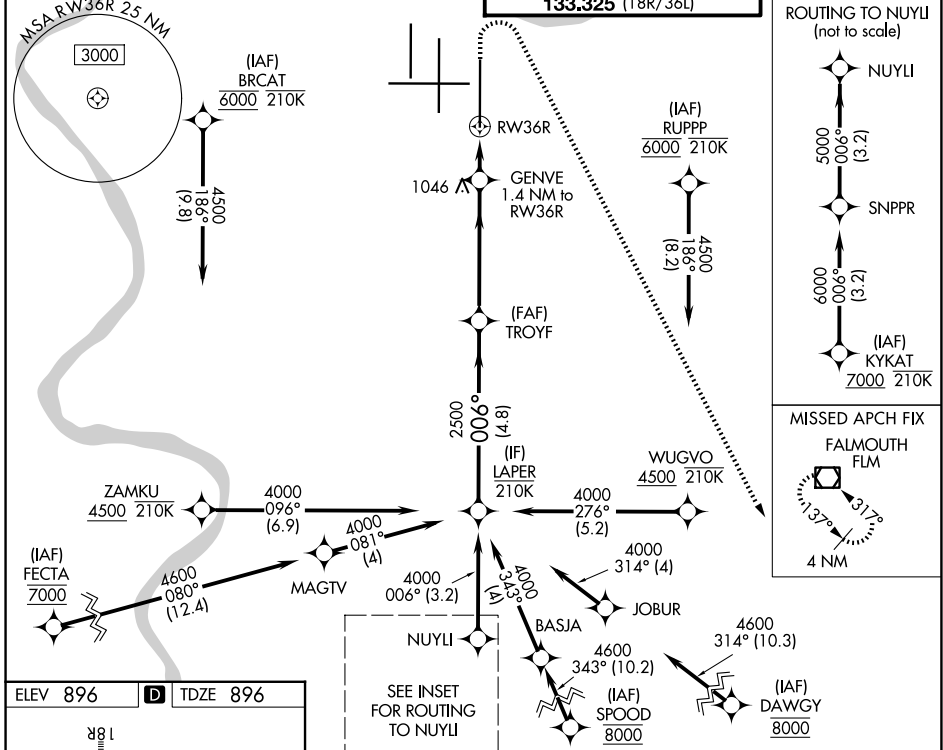 133.325 (18R/36L)
MSA RW36R 25 NM
3000
(IAF)
BRCAT
6000 210K
4500
186°
(9.8)
RW36R
1046
GENVE
1.4 NM to
RW36R
(IAF)
RUPPP
6000 210K
4500
186°
(8.2)
(FAF)
TROYF
2500
006°
(4.8)
(IF)
LAPER
210K
ZAMKU
4500 210K
4000
096°
(6.9)
WUGVO
4500 210K
4000
276°
(5.2)
(IAF)
FECTA
7000
4600
080°
(12.4)
MAGTV
4000
081°
(4)
4000
006° (3.2)
NUYLI
4000
343°
(4)
BASJA
4000
314° (4)
JOBUR
4600
343° (10.2)
(IAF)
SPOOD
8000
4600
314° (10.3)
(IAF)
DAWGY
8000
SEE INSET
FOR ROUTING
TO NUYLI
ROUTING TO NUYLI
(not to scale)
NUYLI
5000
006°
(3.2)
SNPPR
6000
006°
(3.2)
(IAF)
KYKAT
7000 210K
MISSED APCH FIX
FALMOUTH
FLM
137°
317°
4 NM
ELEV 896
D
TDZE 896
18R